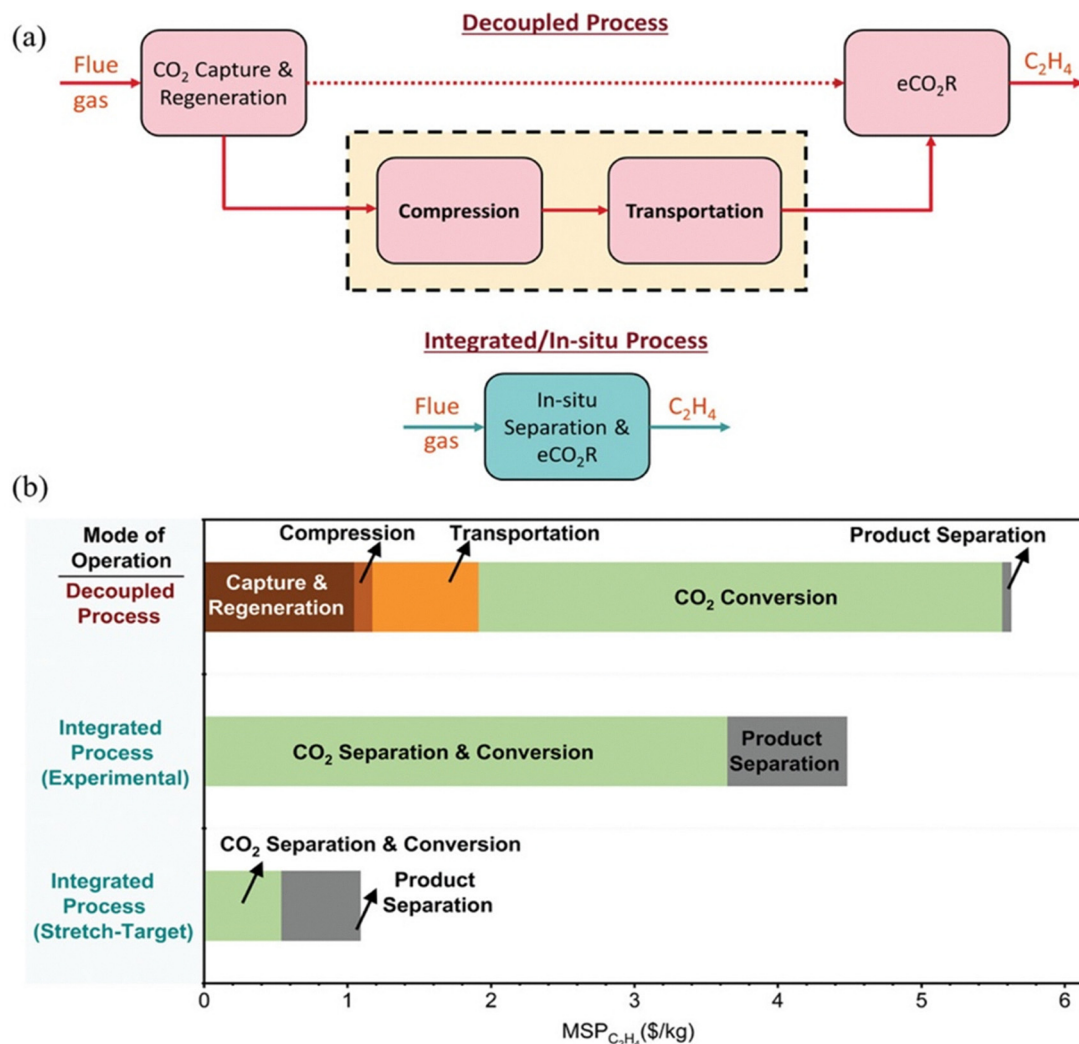 (a)
Decoupled Process
Flue
gas
CO₂ Capture &
Regeneration
eCO₂R
C₂H₄
Compression
Transportation
Integrated/In-situ Process
Flue
gas
In-situ
Separation &
eCO₂R
C₂H₄
(b)
Mode of
Operation
Decoupled
Process
Compression
Transportation
Product Separation
Capture &
Regeneration
CO₂ Conversion
Integrated
Process
(Experimental)
CO₂ Separation & Conversion
Product
Separation
Integrated
Process
(Stretch-Target)
CO₂ Separation & Conversion
Product
Separation
0 1 2 3 4 5 6
MSP_C₂H₄($/kg)